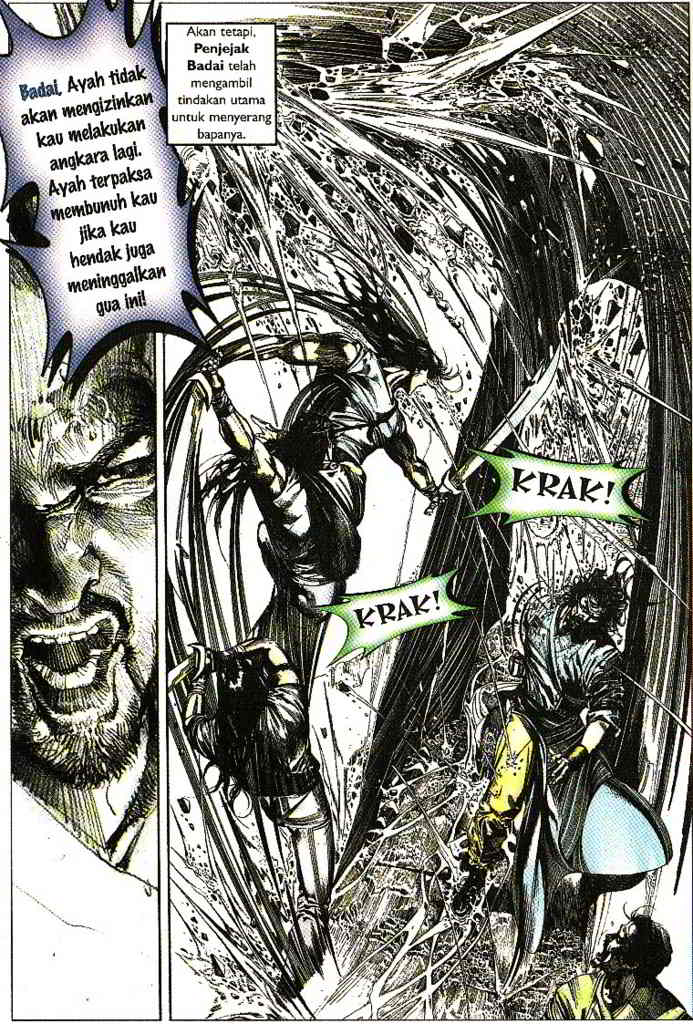 Badai, Ayah tidak
akan mengizinkan
kau melakukan
angkara lagi.
Ayah terpaksa
membunuh kau
jika kau
hendak juga
meninggalkan
gua ini!
Akan tetapi,
Penjejak
Badai telah
mengambil
tindakan utama
untuk menyerang
bapanya.
KRAK!
KRAK!